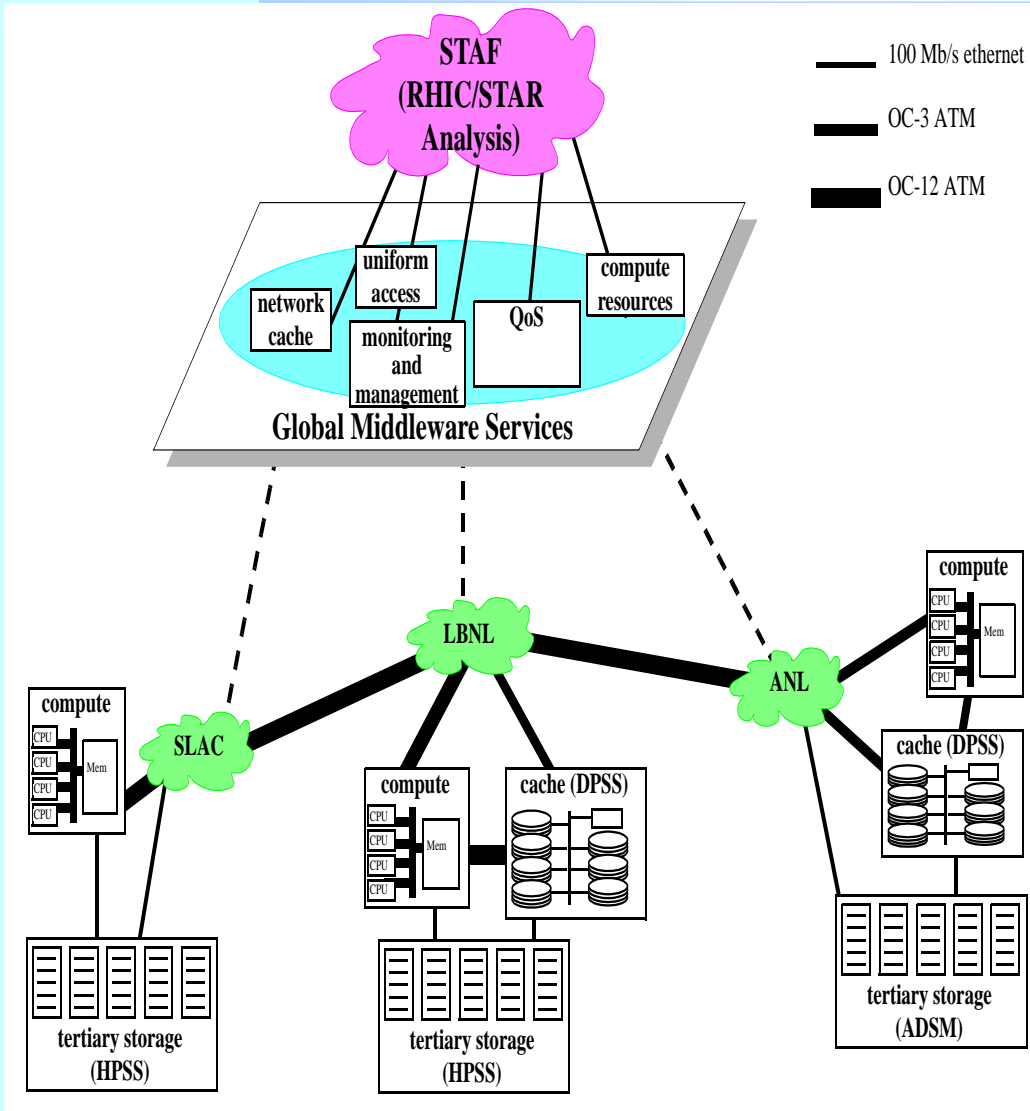 STAF
(RHIC/STAR
Analysis)
100 Mb/s ethernet
OC-3 ATM
OC-12 ATM
uniform
access
compute
resources
network
cache
QoS
monitoring
and
management
Global Middleware Services
LBNL
ANL
SLAC
compute
CPU
CPU
CPU
CPU
Mem
compute
CPU
CPU
CPU
CPU
Mem
cache (DPSS)
compute
CPU
CPU
CPU
CPU
Mem
cache (DPSS)
tertiary storage
(HPSS)
tertiary storage
(HPSS)
tertiary storage
(ADSM)